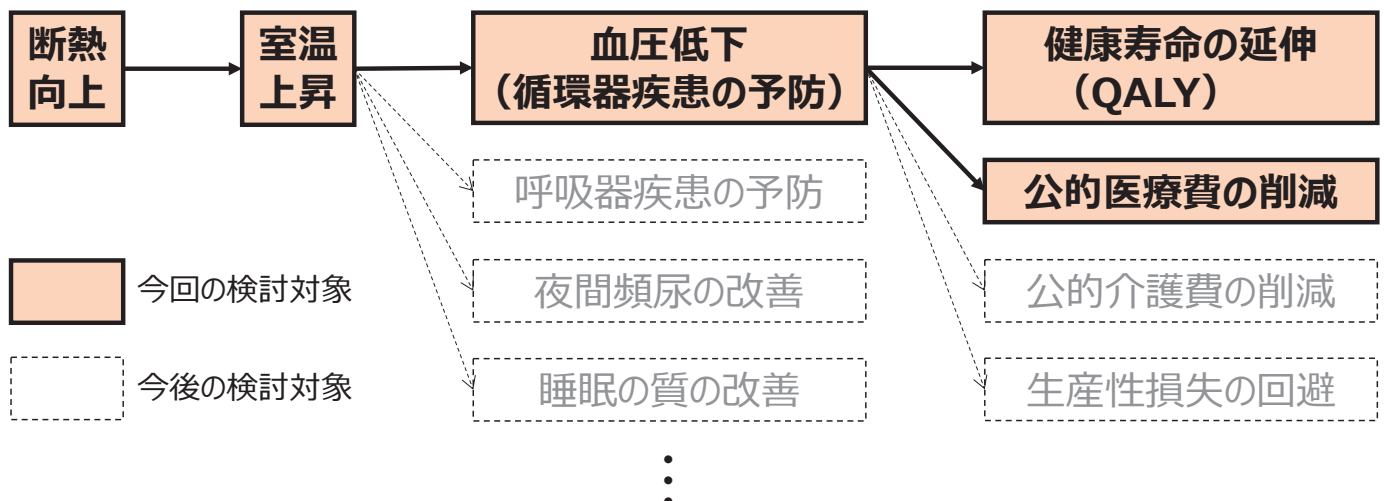 断熱
向上
室温
上昇
血圧低下
（循環器疾患の予防）
健康寿命の延伸
（QALY）
呼吸器疾患の予防
公的医療費の削減
今回の検討対象
夜間頻尿の改善
公的介護費の削減
今後の検討対象
睡眠の質の改善
生産性損失の回避